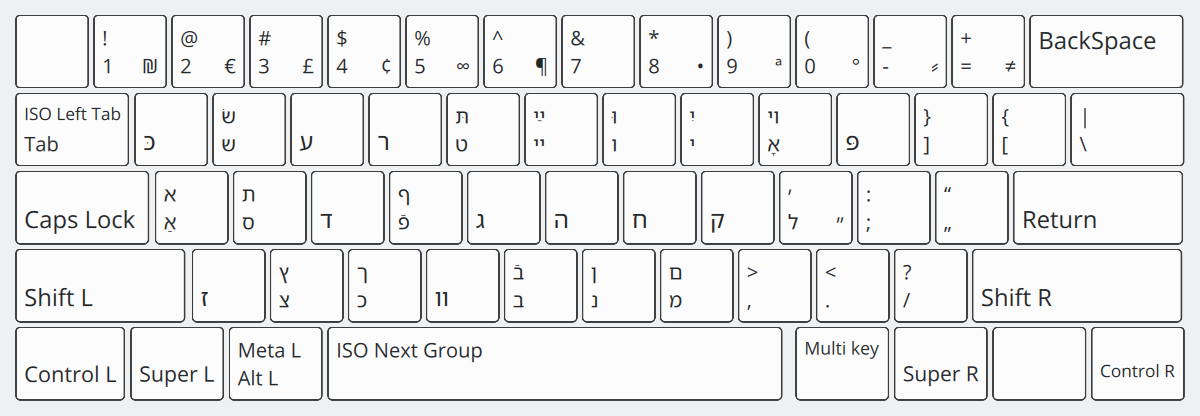 ! @ # $ % ^ & * ) ( _ + BackSpace
1 ₪ 2 € 3 £ 4 ¢ 5 ∞ 6 ¶ 7 8 • 9 ª 0 ° - = ≠
ISO Left Tab שׂ תּ ײַ וּ יִ וי } { |
Tab כּ ש ע ר ט ײ ו י אָ פּ ] [ \
א ת ף ׳ : “
Caps Lock אַ ס ד פֿ ג ה ח ק ל ״ ; „ Return
ץ ך בֿ ן ם > < ?
Shift L ז צ כ װ ב נ מ , . / Shift R
Meta L ISO Next Group Multi key
Control L Super L Alt L Super R Control R